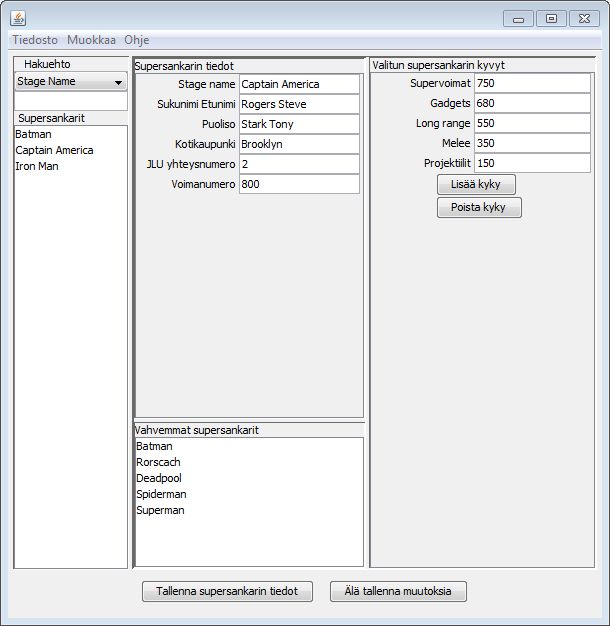 Tiedosto Muokkaa Ohje
Hakuehto
Stage Name
Supersankarit
Batman
Captain America
Iron Man
Supersankarin tiedot
Stage name Captain America
Sukunimi Etunimi Rogers Steve
Puoliso Stark Tony
Kotikaupunki Brooklyn
JLU yhteysnumero 2
Voimanumero 800
Vahvemmat supersankarit
Batman
Rorscach
Deadpool
Spiderman
Superman
Valitun supersankarin kyvyt
Supervoimat 750
Gadgets 680
Long range 550
Melee 350
Projektiilit 150
Lisää kyky
Poista kyky
Tallenna supersankarin tiedot
Älä tallenna muutoksia